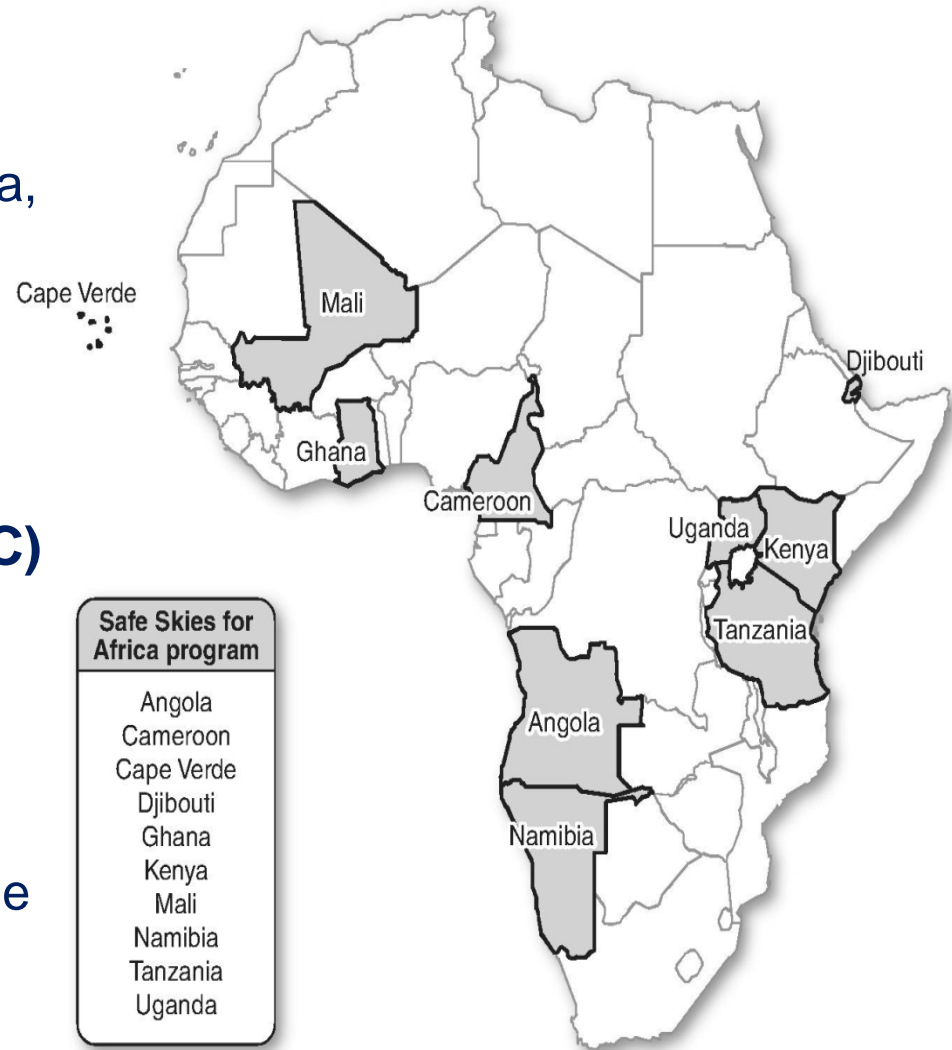 a,
C)
e
Cape Verde
Mali
Djibouti
Ghana
Cameroon
Uganda
Kenya
Tanzania
Angola
Namibia
Safe Skies for
Africa program
Angola
Cameroon
Cape Verde
Djibouti
Ghana
Kenya
Mali
Namibia
Tanzania
Uganda